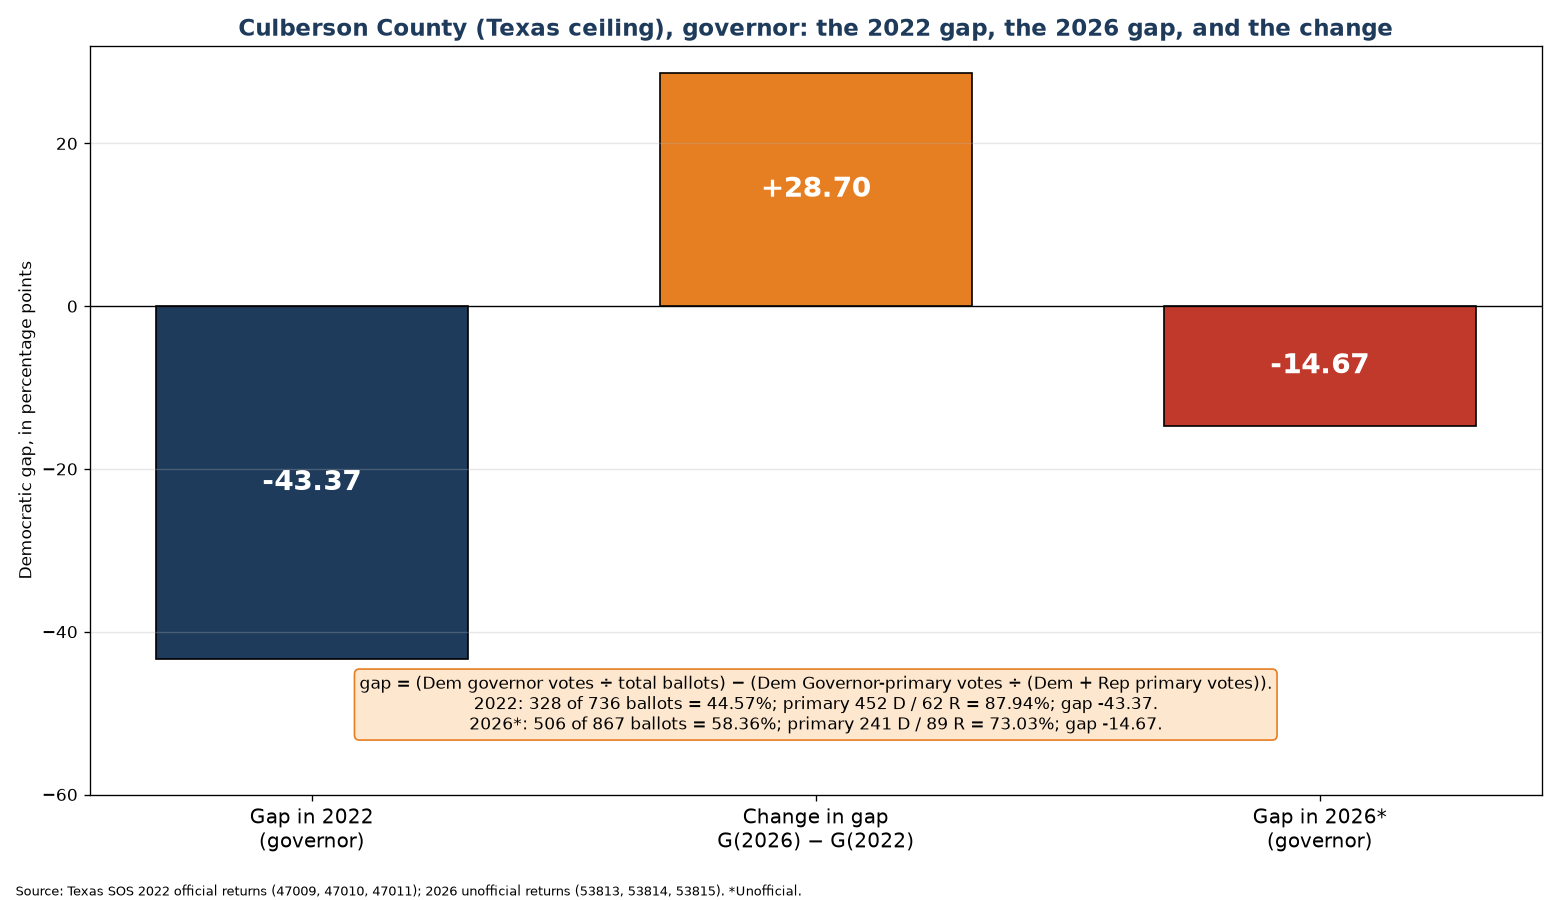 Culberson County (Texas ceiling), governor: the 2022 gap, the 2026 gap, and the change
Democratic gap, in percentage points
20
0
−20
−40
−60
-43.37
+28.70
-14.67
gap = (Dem governor votes ÷ total ballots) − (Dem Governor-primary votes ÷ (Dem + Rep primary votes)).
2022: 328 of 736 ballots = 44.57%; primary 452 D / 62 R = 87.94%; gap -43.37.
2026*: 506 of 867 ballots = 58.36%; primary 241 D / 89 R = 73.03%; gap -14.67.
Gap in 2022
(governor)
Change in gap
G(2026) − G(2022)
Gap in 2026*
(governor)
Source: Texas SOS 2022 official returns (47009, 47010, 47011); 2026 unofficial returns (53813, 53814, 53815). *Unofficial.